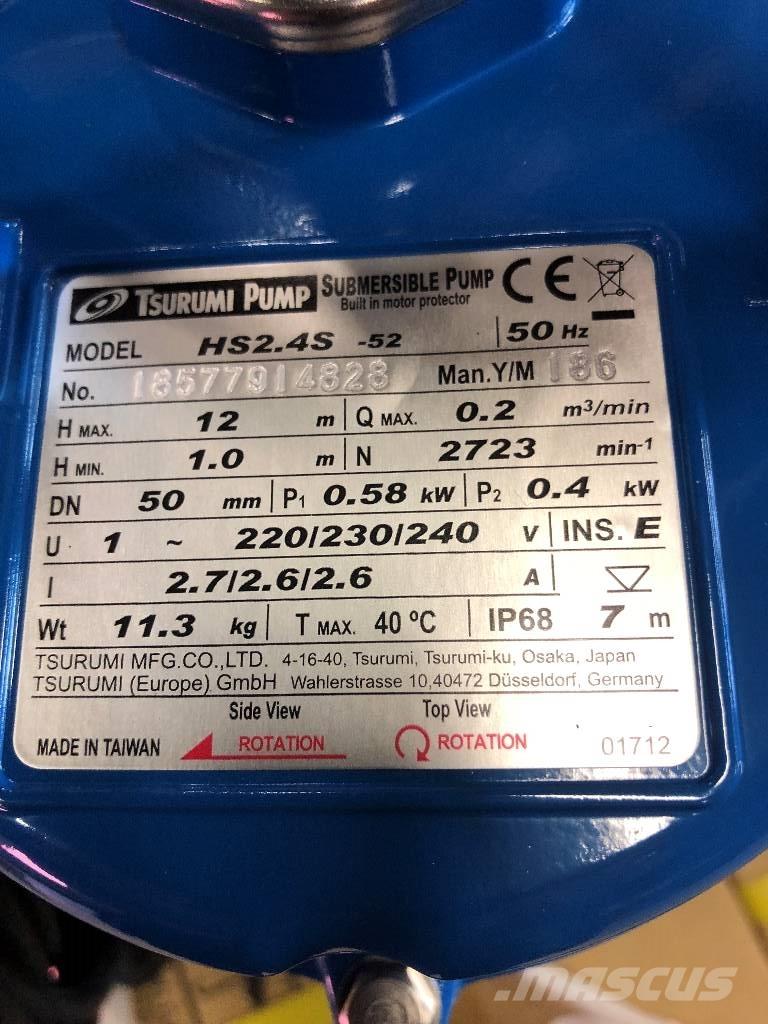 TSURUMI PUMP SUBMERSIBLE PUMP CE
Built in motor protector
MODEL HS2.4S -52 50 Hz
No. 18577914828 Man.Y/M 186
H MAX. 12 m Q MAX. 0.2 m³/min
H MIN. 1.0 m N 2723 min-1
DN 50 mm P1 0.58 kW P2 0.4 kW
U 1 ~ 220/230/240 V INS. E
I 2.7/2.6/2.6 A
Wt 11.3 kg T MAX. 40 ºC IP68 7 m
TSURUMI MFG.CO.,LTD. 4-16-40, Tsurumi, Tsurumi-ku, Osaka, Japan
TSURUMI (Europe) GmbH Wahlerstrasse 10,40472 Düsseldorf, Germany
Side View Top View
MADE IN TAIWAN ROTATION ROTATION 01712
MASCUS